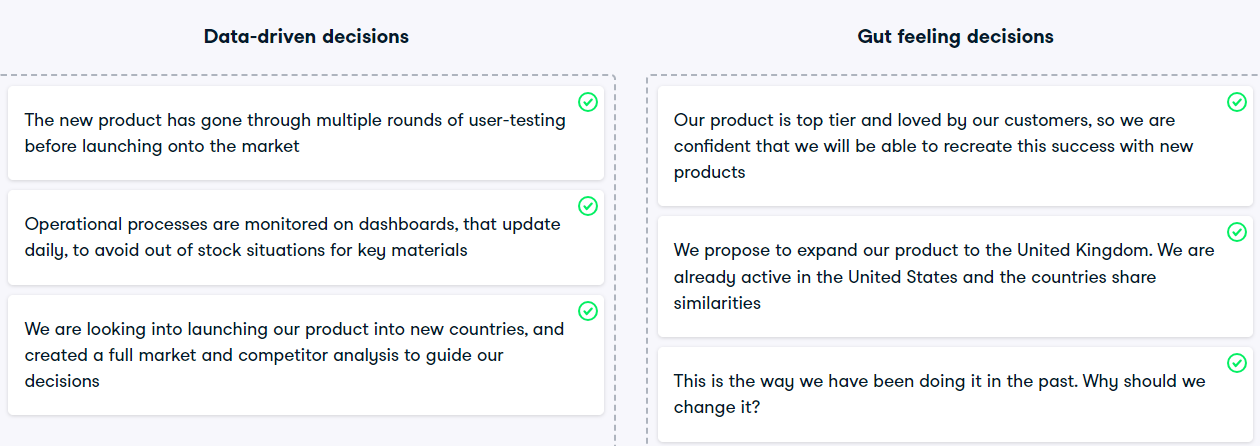 Data-driven decisions
The new product has gone through multiple rounds of user-testing
before launching onto the market
Operational processes are monitored on dashboards, that update
daily, to avoid out of stock situations for key materials
We are looking into launching our product into new countries, and
created a full market and competitor analysis to guide our
decisions
Gut feeling decisions
Our product is top tier and loved by our customers, so we are
confident that we will be able to recreate this success with new
products
We propose to expand our product to the United Kingdom. We are
already active in the United States and the countries share
similarities
This is the way we have been doing it in the past. Why should we
change it?